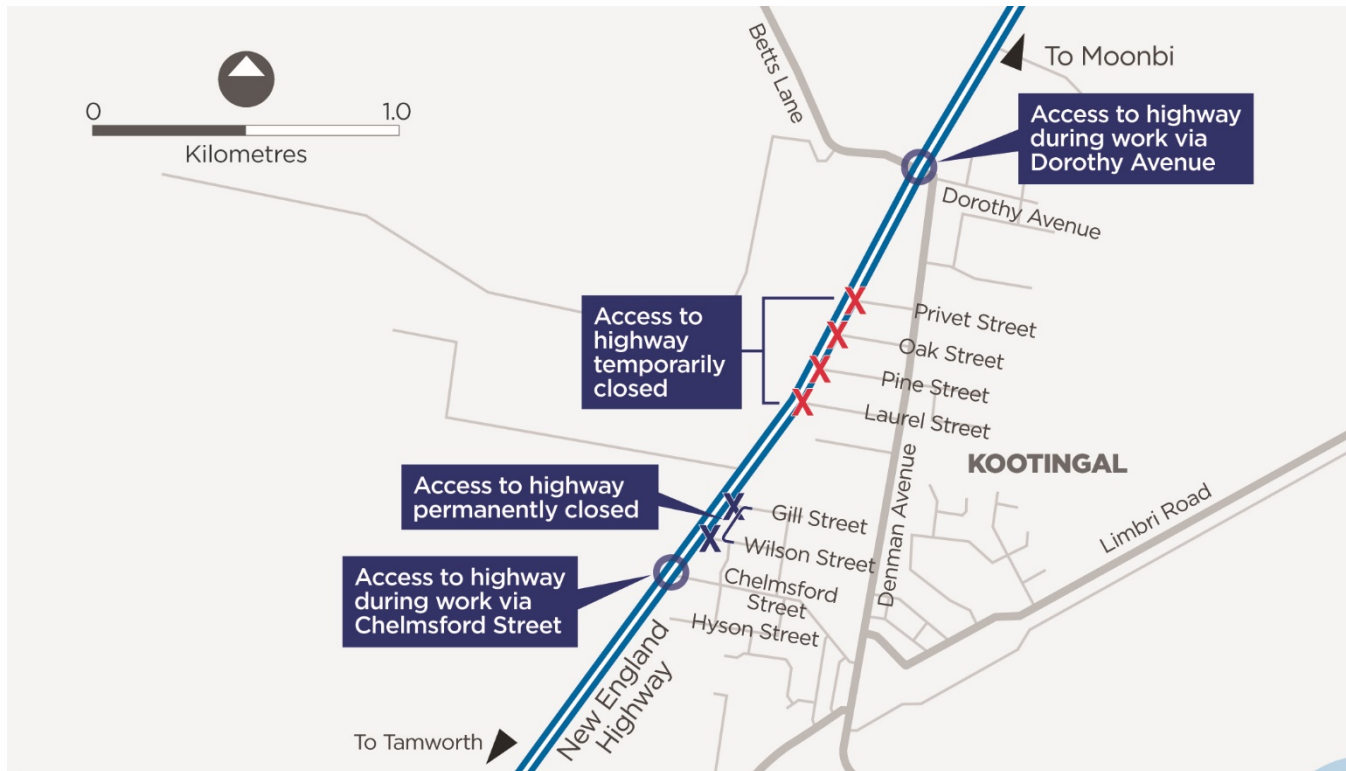 Betts Lane
To Moonbi
0 1.0
Kilometres
Access to highway
during work via
Dorothy Avenue
Dorothy Avenue
Access to
highway
temporarily
closed
Privet Street
Oak Street
Pine Street
Laurel Street
KOOTINGAL
Denman Avenue
Limbri Road
Access to highway
permanently closed
Gill Street
Wilson Street
Access to highway
during work via
Chelmsford Street
Chelmsford
Street
Hyson Street
New England
Highway
To Tamworth